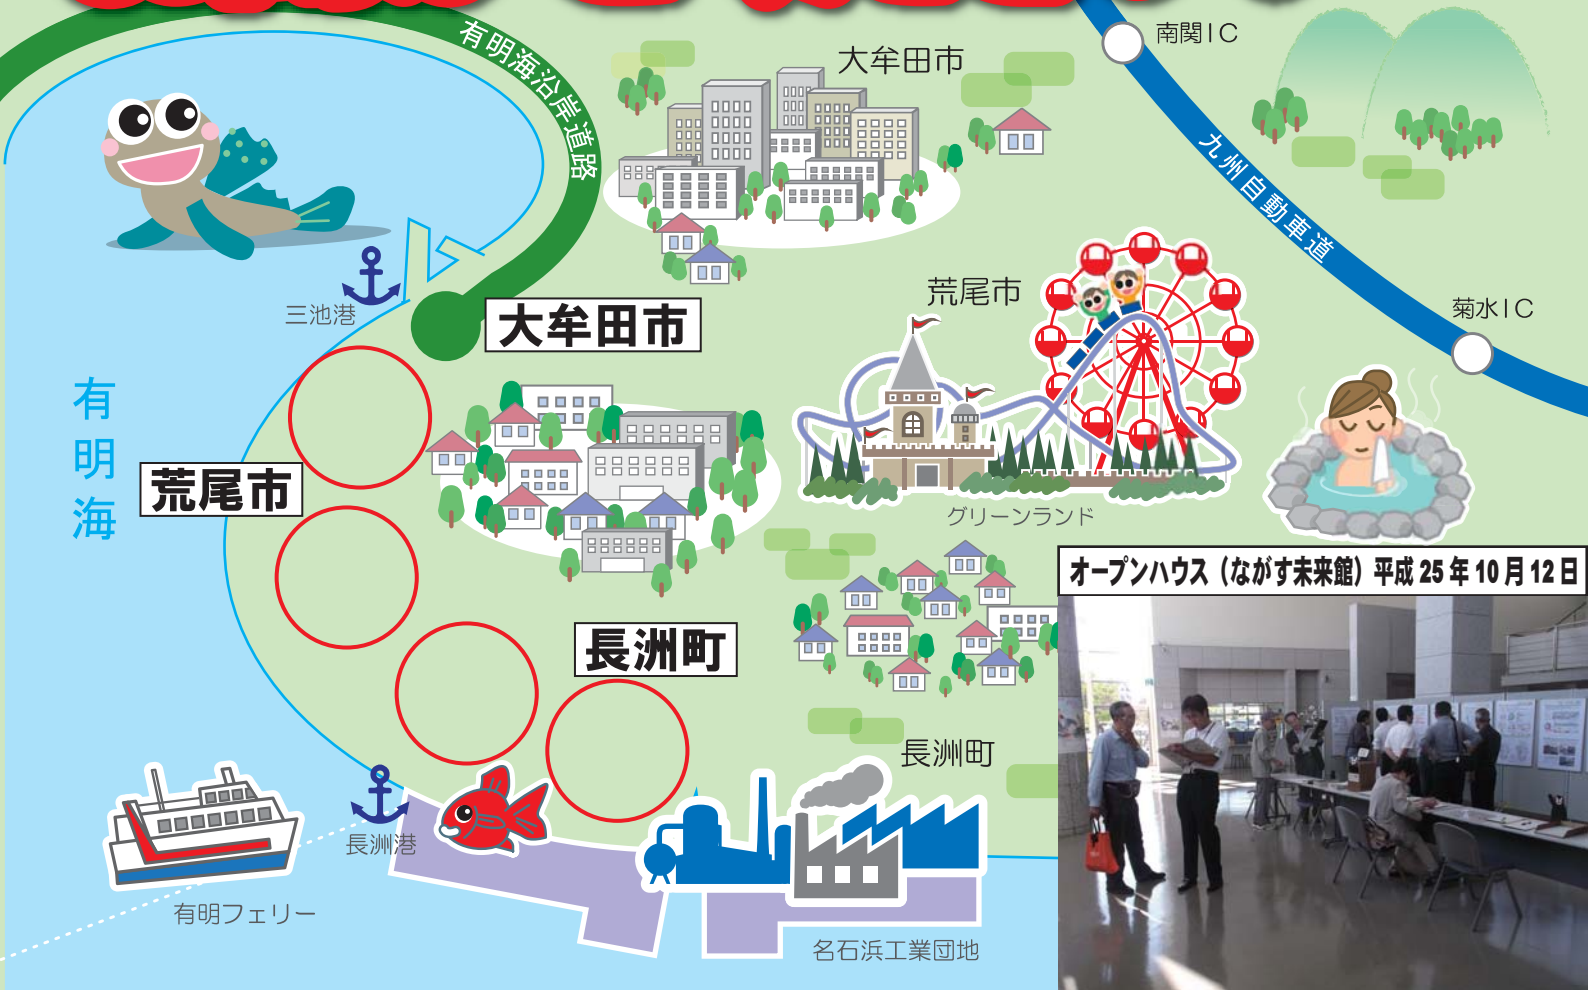 南関IC
有明海沿岸道路
大牟田市
九州自動車道
三池港
大牟田市
荒尾市
菊水IC
有明海
荒尾市
グリーンランド
オープンハウス（ながす未来館）平成25年10月12日
長洲町
長洲町
長洲港
有明フェリー
名石浜工業団地